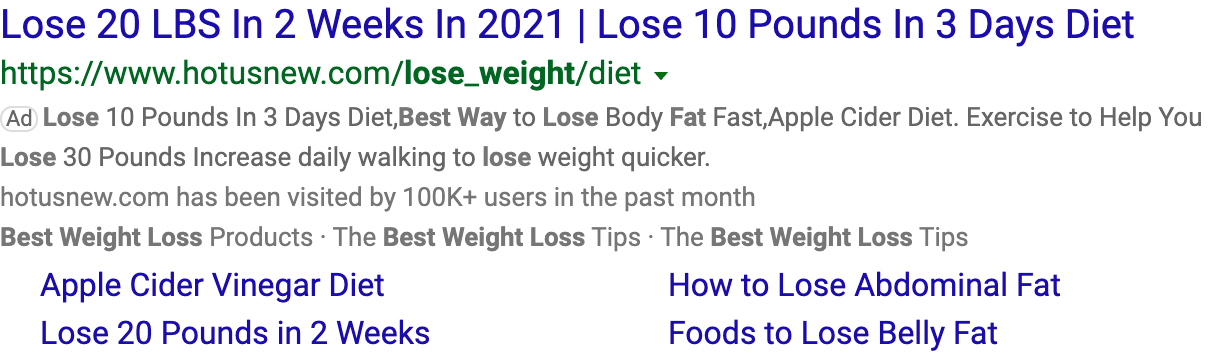 Lose 20 LBS In 2 Weeks In 2021 | Lose 10 Pounds In 3 Days Diet
https://www.hotusnew.com/lose_weight/diet
Ad Lose 10 Pounds In 3 Days Diet,Best Way to Lose Body Fat Fast,Apple Cider Diet. Exercise to Help You
Lose 30 Pounds Increase daily walking to lose weight quicker.
hotusnew.com has been visited by 100K+ users in the past month
Best Weight Loss Products · The Best Weight Loss Tips · The Best Weight Loss Tips
Apple Cider Vinegar Diet How to Lose Abdominal Fat
Lose 20 Pounds in 2 Weeks Foods to Lose Belly Fat